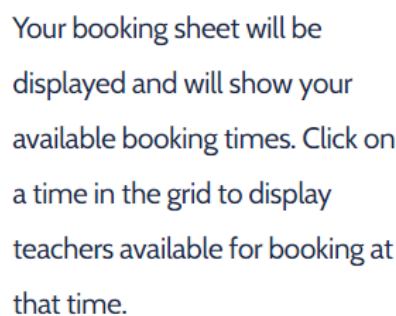 Your booking sheet will be
displayed and will show your
available booking times. Click on
a time in the grid to display
teachers available for booking at
that time.